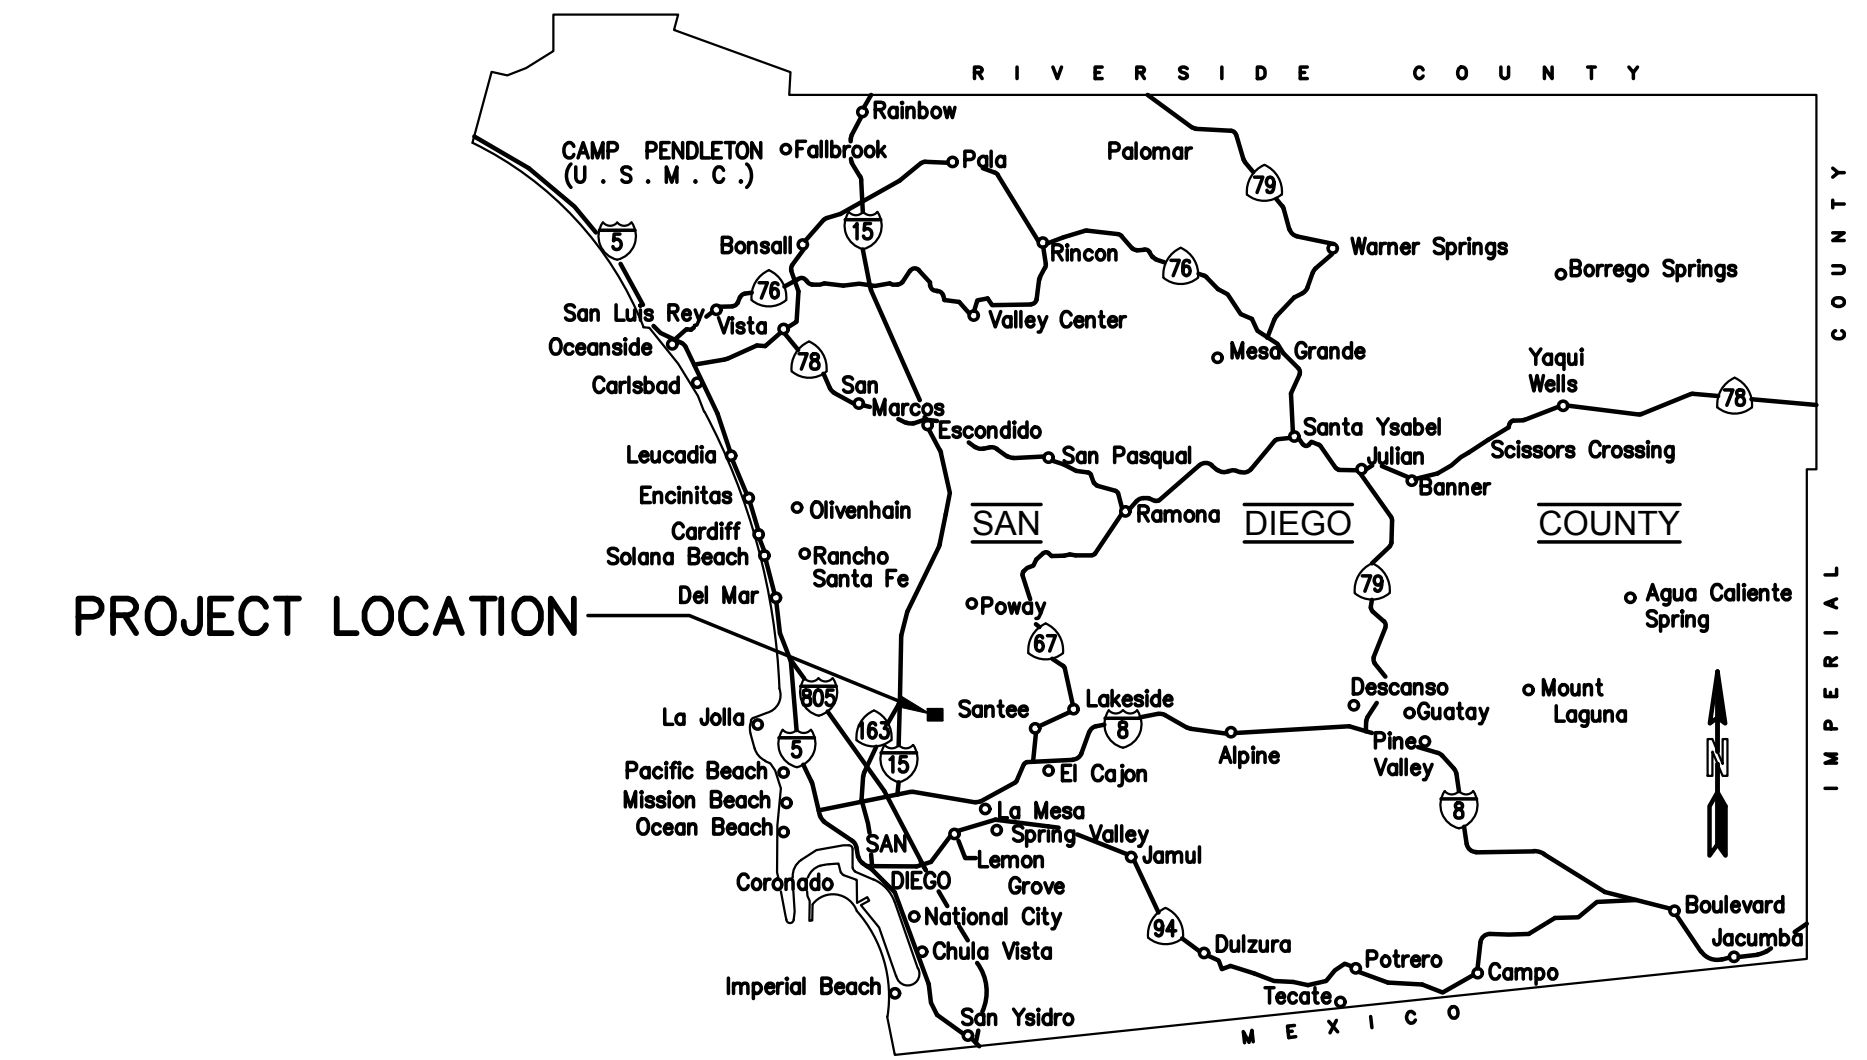 RIVERSIDE COUNTY
Rainbow
CAMP PENDLETON
(U.S.M.C.)
Fallbrook
Pala
Palomar
79
5
15
Bonsall
Rincon
76
Warner Springs
Borrego Springs
COUNTY
76
San Luis Rey
Vista
Valley Center
Oceanside
78
Mesa Grande
Yaqui
Wells
Carlsbad
San
Marcos
78
Escondido
Santa Ysabel
Leucadia
San Pasqual
Julian
Scissors Crossing
Encinitas
Banner
Olivenhain
Ramona
SAN DIEGO COUNTY
Cardiff
Solana Beach
Rancho
Santa Fe
Del Mar
79
Agua Caliente
Spring
IMPERIAL
PROJECT LOCATION
Poway
67
805
Descanso
Mount
Laguna
La Jolla
163
Santee
Lakeside
Guatay
8
5
15
Alpine
Pine
Valley
N
Pacific Beach
El Cajon
Mission Beach
La Mesa
8
Ocean Beach
Spring Valley
SAN
DIEGO
Lemon
Grove
Jamul
Coronado
National City
94
Boulevard
Chula Vista
Dulzura
Jacumba
Potrero
Campo
Imperial Beach
Tecate
San Ysidro
MEXICO